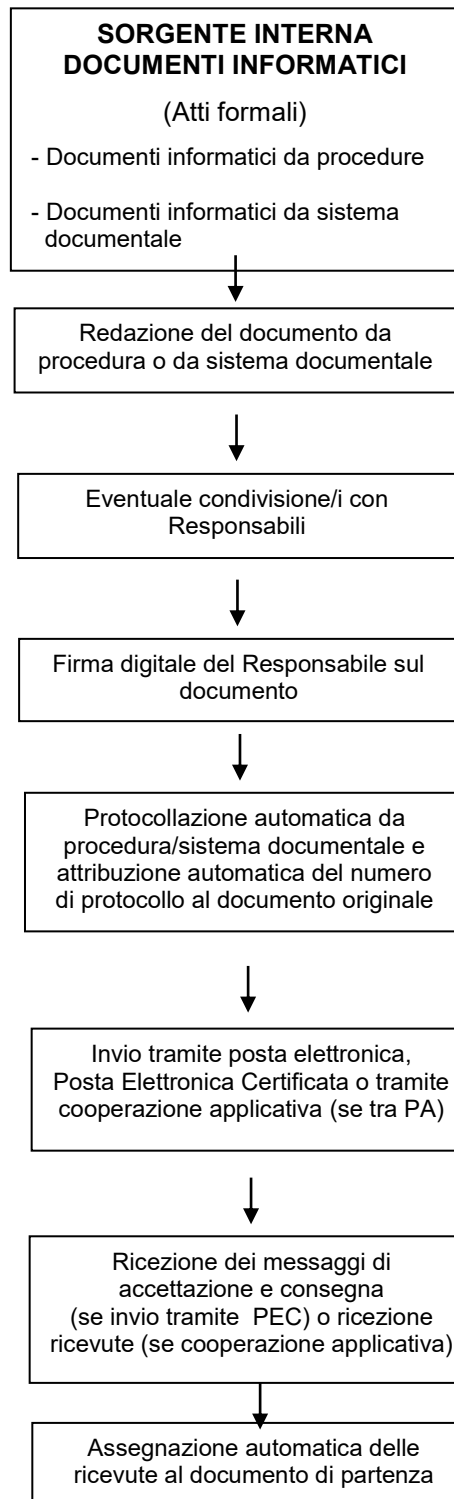 SORGENTE INTERNA
DOCUMENTI INFORMATICI
(Atti formali)
- Documenti informatici da procedure
- Documenti informatici da sistema
documentale
Redazione del documento da
procedura o da sistema documentale
Eventuale condivisione/i con
Responsabili
Firma digitale del Responsabile sul
documento
Protocollazione automatica da
procedura/sistema documentale e
attribuzione automatica del numero
di protocollo al documento originale
Invio tramite posta elettronica,
Posta Elettronica Certificata o tramite
cooperazione applicativa (se tra PA)
Ricezione dei messaggi di
accettazione e consegna
(se invio tramite PEC) o ricezione
ricevute (se cooperazione applicativa)
Assegnazione automatica delle
ricevute al documento di partenza